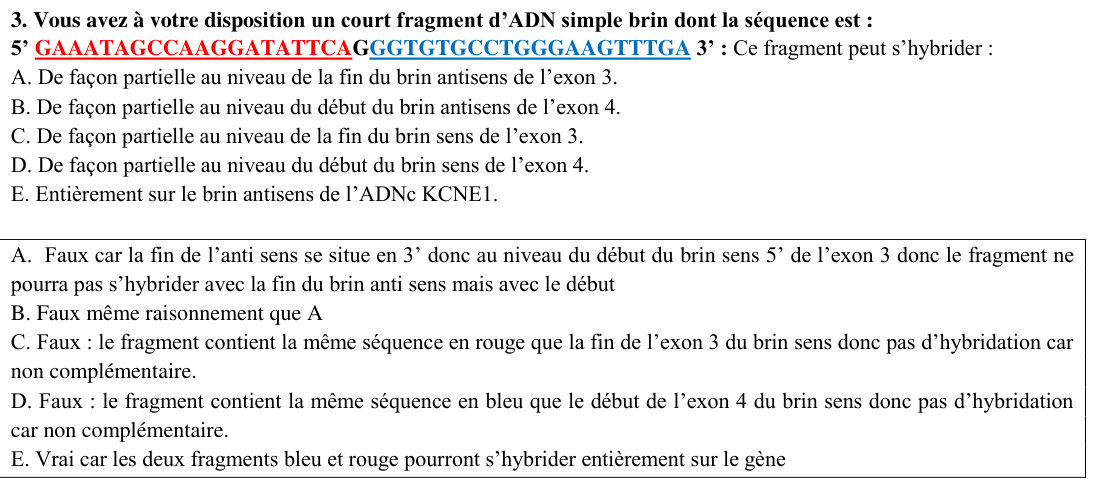 3. Vous avez à votre disposition un court fragment d’ADN simple brin dont la séquence est :
5’ GAAATAGCCAAGGATATTCAGGGTGTGCCTGGGAAGTTTGA 3’ : Ce fragment peut s’hybrider :
A. De façon partielle au niveau de la fin du brin antisens de l’exon 3.
B. De façon partielle au niveau du début du brin antisens de l’exon 4.
C. De façon partielle au niveau de la fin du brin sens de l’exon 3.
D. De façon partielle au niveau du début du brin sens de l’exon 4.
E. Entièrement sur le brin antisens de l’ADNc KCNE1.
A. Faux car la fin de l’anti sens se situe en 3’ donc au niveau du début du brin sens 5’ de l’exon 3 donc le fragment ne
pourra pas s’hybrider avec la fin du brin anti sens mais avec le début
B. Faux même raisonnement que A
C. Faux : le fragment contient la même séquence en rouge que la fin de l’exon 3 du brin sens donc pas d’hybridation car
non complémentaire.
D. Faux : le fragment contient la même séquence en bleu que le début de l’exon 4 du brin sens donc pas d’hybridation
car non complémentaire.
E. Vrai car les deux fragments bleu et rouge pourront s’hybrider entièrement sur le gène